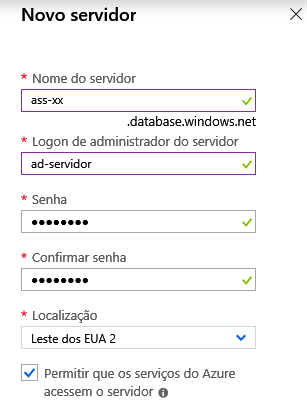 Novo servidor
* Nome do servidor
ass-xx
.database.windows.net
* Logon de administrador do servidor
ad-servidor
* Senha
••••••••
* Confirmar senha
••••••••
* Localização
Leste dos EUA 2
Permitir que os serviços do Azure
acessem o servidor